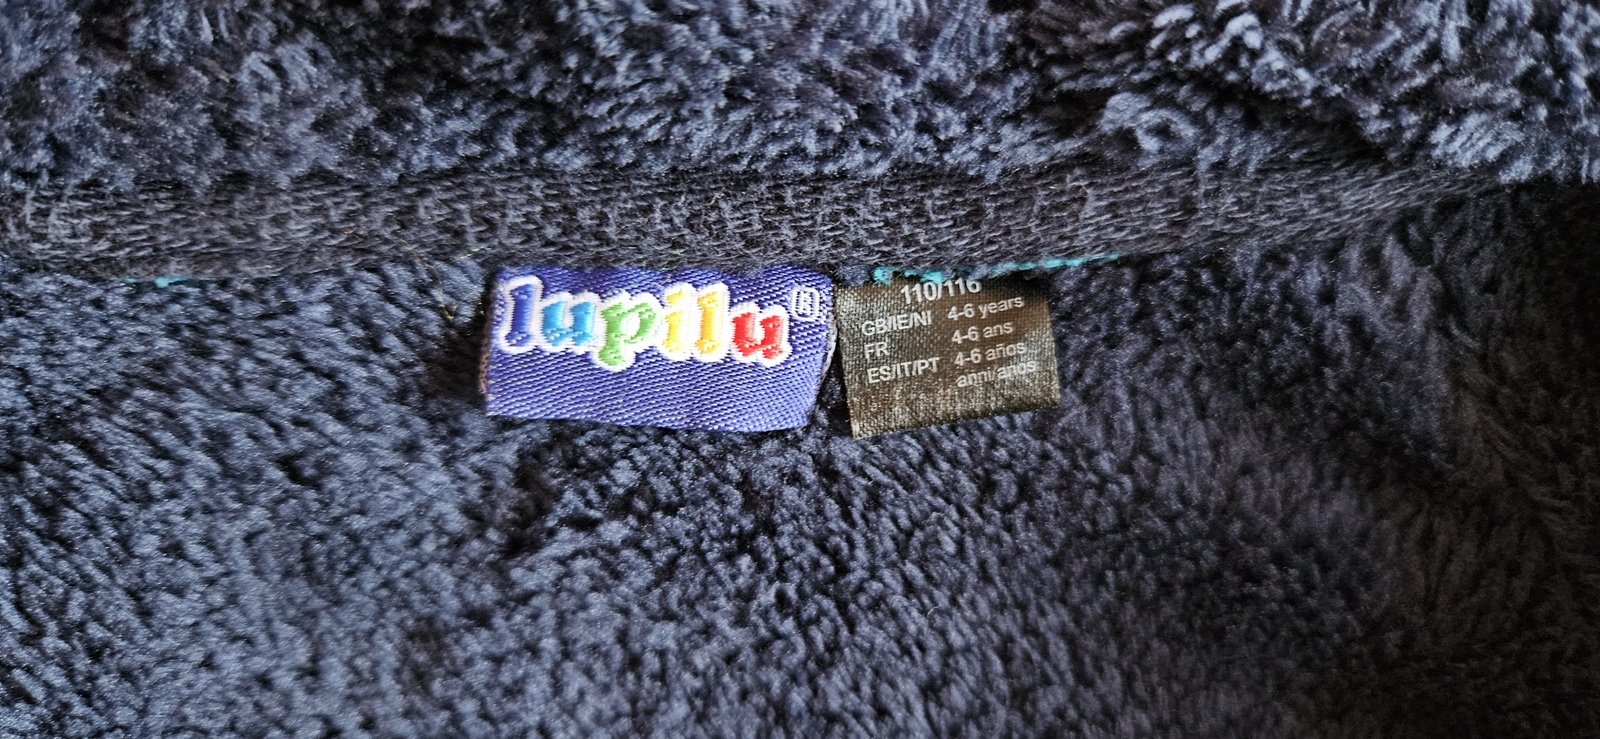 lupilu®
110/116
GB/IE/NI 4-6 years
FR 4-6 ans
ES/IT/PT 4-6 años
anni/anos